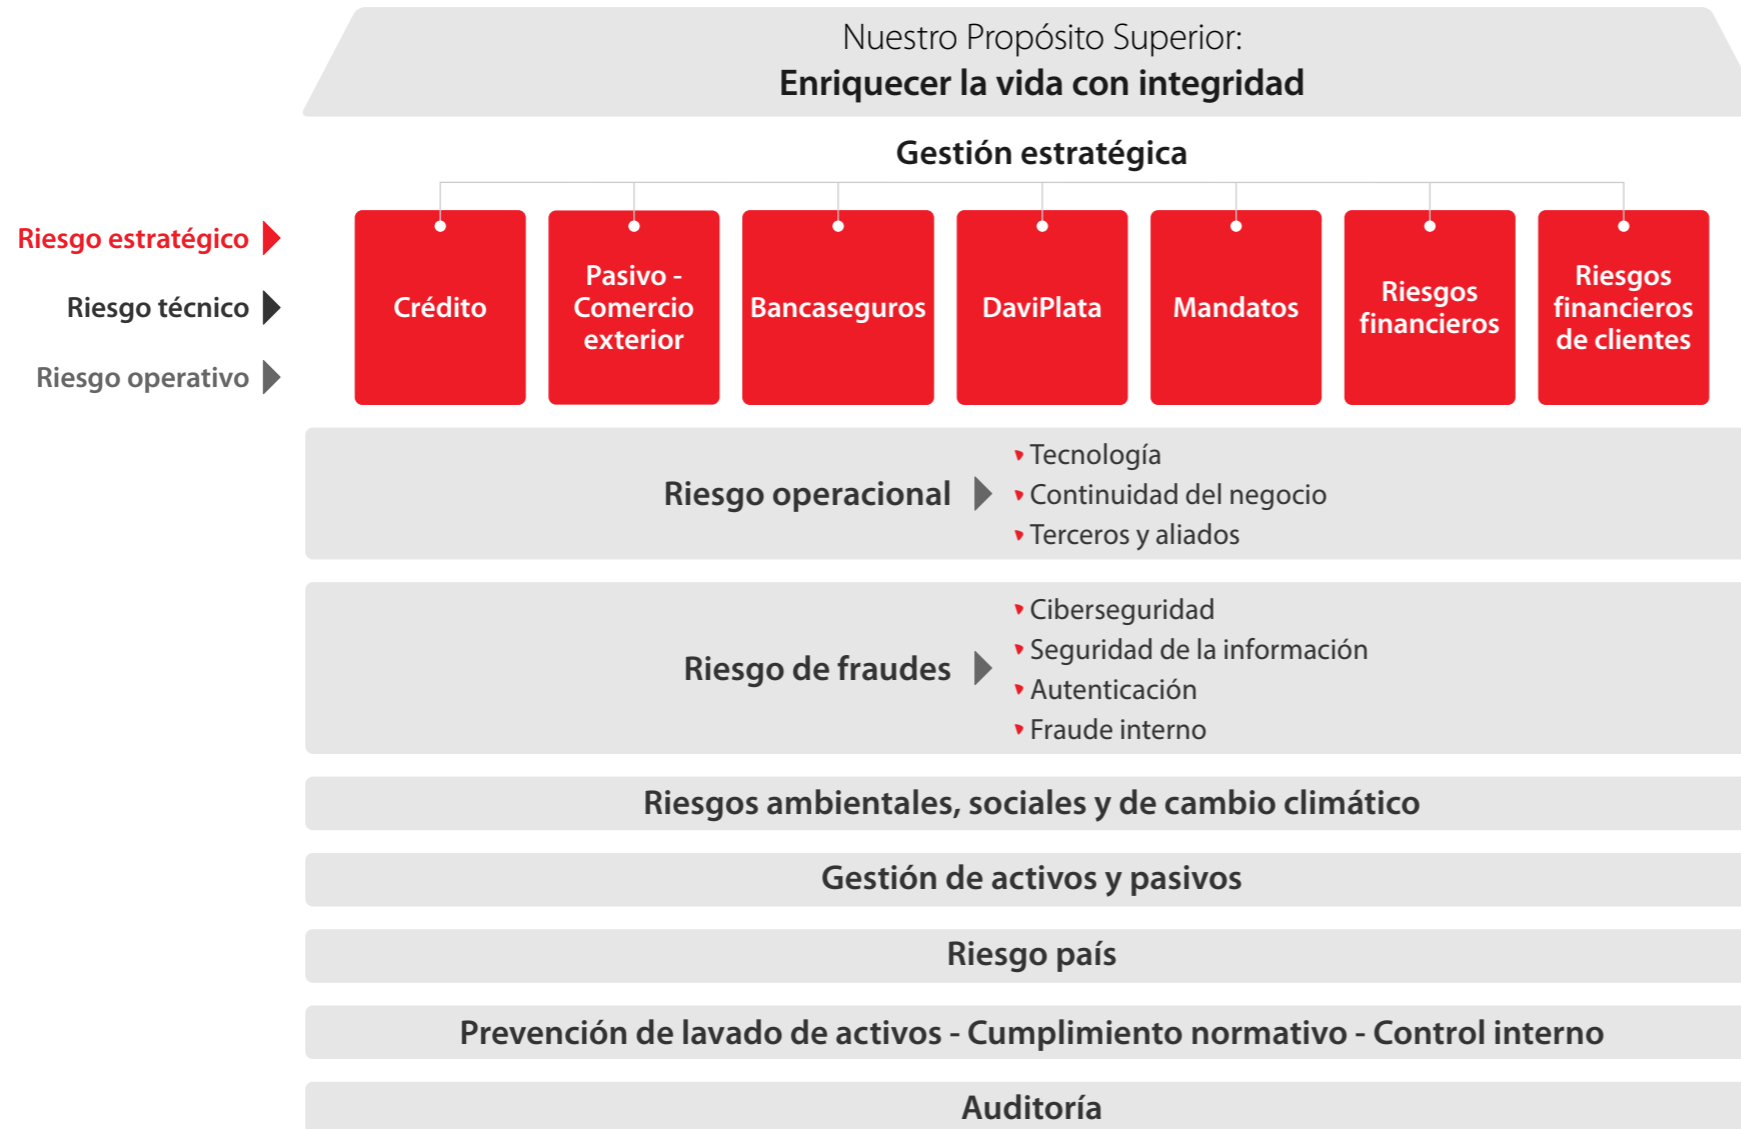 Nuestro Propósito Superior:
Enriquecer la vida con integridad
Gestión estratégica
Riesgo estratégico
Riesgo técnico
Riesgo operativo
Crédito
Pasivo -
Comercio
exterior
Bancaseguros
DaviPlata
Mandatos
Riesgos
financieros
Riesgos
financieros
de clientes
Riesgo operacional
Tecnología
Continuidad del negocio
Terceros y aliados
Riesgo de fraudes
Ciberseguridad
Seguridad de la información
Autenticación
Fraude interno
Riesgos ambientales, sociales y de cambio climático
Gestión de activos y pasivos
Riesgo país
Prevención de lavado de activos - Cumplimiento normativo - Control interno
Auditoría